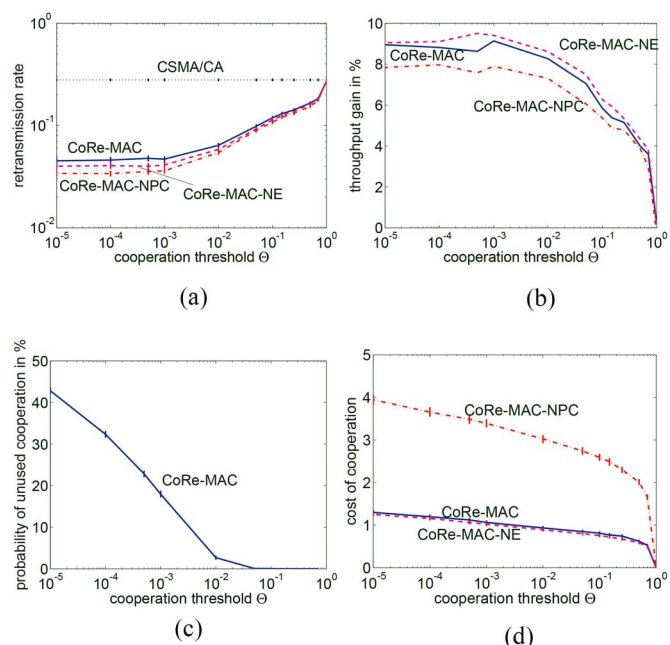 10^0
10^-1
10^-2
retransmission rate
CSMA/CA
CoRe-MAC
CoRe-MAC-NPC
CoRe-MAC-NE
10^-5 10^-4 10^-3 10^-2 10^-1 10^0
cooperation threshold Θ
(a)
10
8
6
4
2
0
throughput gain in %
CoRe-MAC
CoRe-MAC-NE
CoRe-MAC-NPC
10^-5 10^-4 10^-3 10^-2 10^-1 10^0
cooperation threshold Θ
(b)
50
40
30
20
10
0
probability of unused cooperation in %
CoRe-MAC
10^-5 10^-4 10^-3 10^-2 10^-1 10^0
cooperation threshold Θ
(c)
5
4
3
2
1
0
cost of cooperation
CoRe-MAC-NPC
CoRe-MAC
CoRe-MAC-NE
10^-5 10^-4 10^-3 10^-2 10^-1 10^0
cooperation threshold Θ
(d)